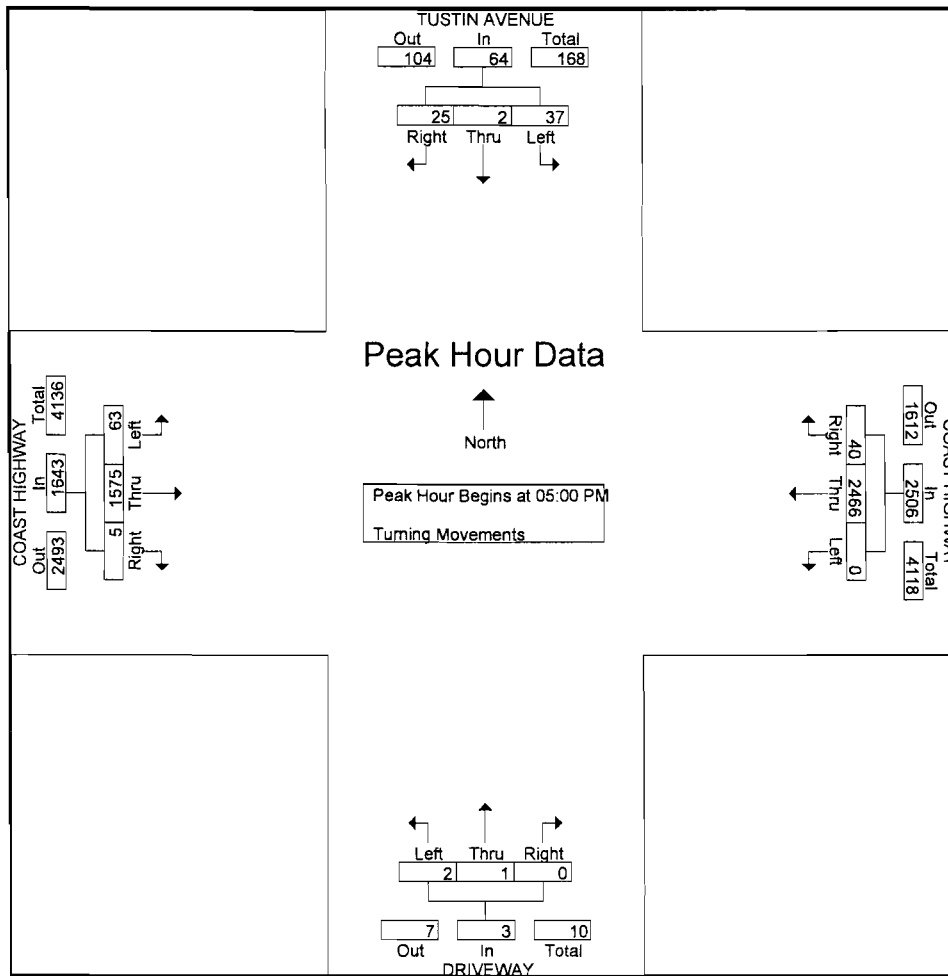 TUSTIN AVENUE
Out In Total
104 64 168
25 2 37
Right Thru Left
Peak Hour Data
North
Peak Hour Begins at 05:00 PM
Turning Movements
COAST HIGHWAY
Total In Out
4136 1643 2493
63 1575 5
Left Thru Right
COAST HIGHWAY
Out In Total
1612 2506 4118
40 2466 0
Right Thru Left
Left Thru Right
2 1 0
7 3 10
Out In Total
DRIVEWAY